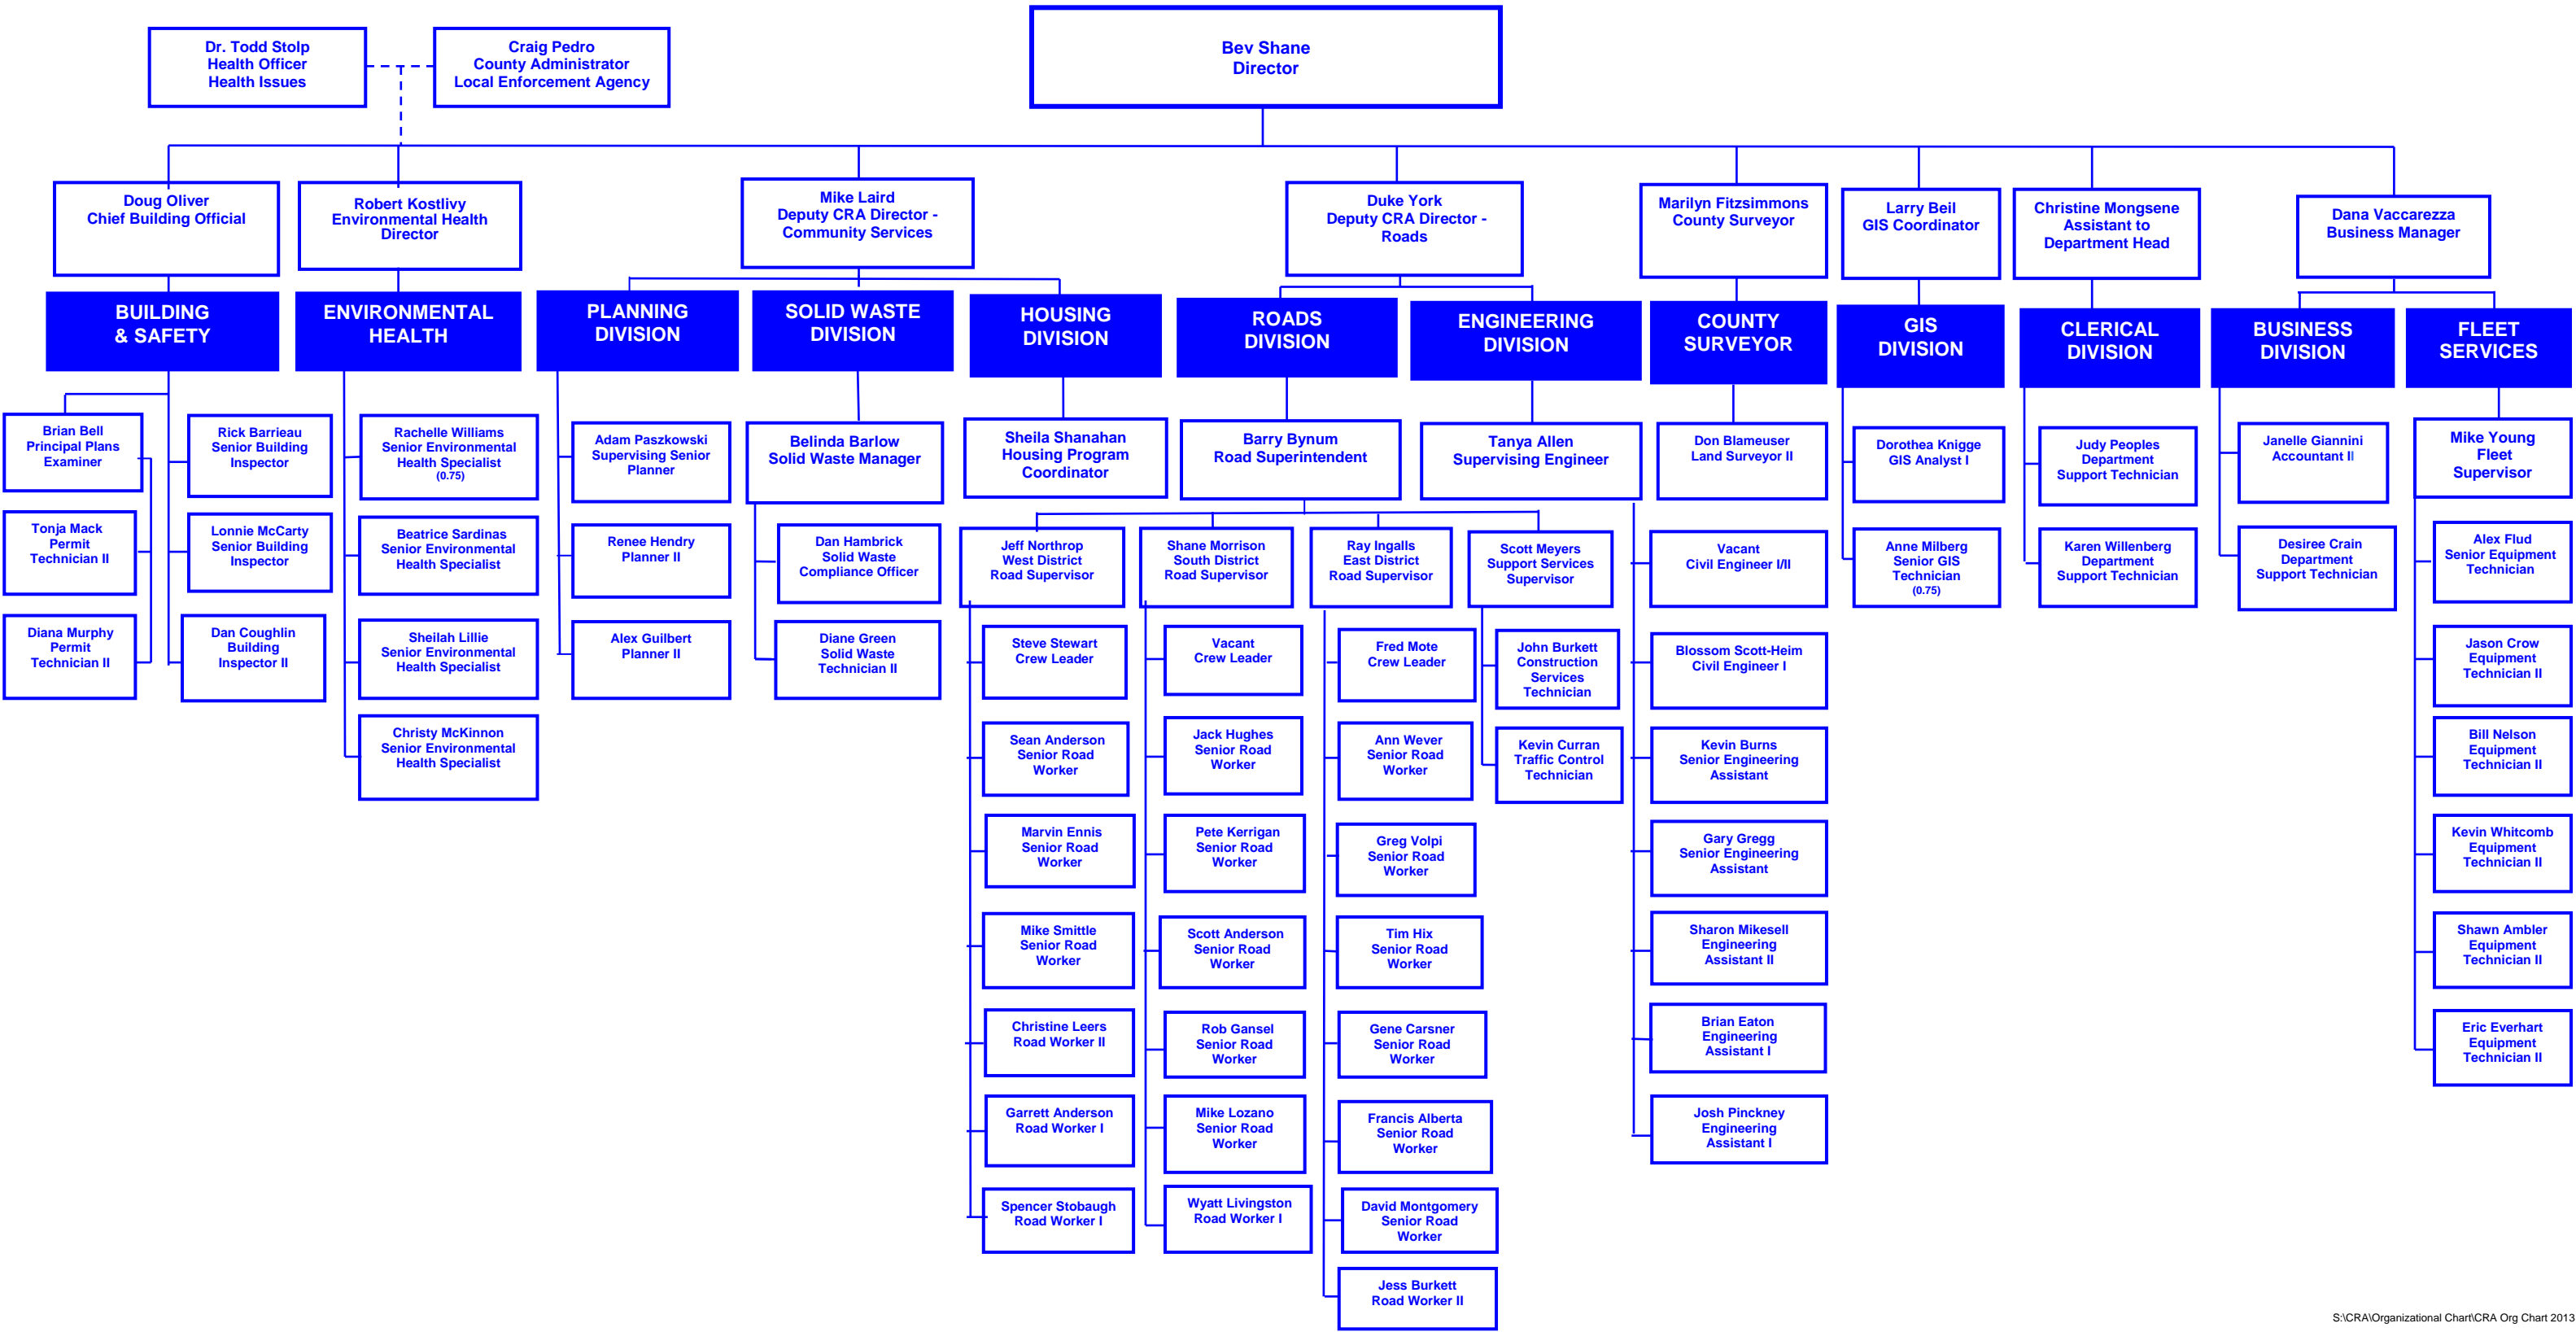 Dr. Todd Stolp
Health Officer
Health Issues
Craig Pedro
County Administrator
Local Enforcement Agency
Bev Shane
Director
Doug Oliver
Chief Building Official
Robert Kostlivy
Environmental Health
Director
Mike Laird
Deputy CRA Director -
Community Services
Duke York
Deputy CRA Director -
Roads
Marilyn Fitzsimmons
County Surveyor
Larry Beil
GIS Coordinator
Christine Mongsene
Assistant to
Department Head
Dana Vaccarezza
Business Manager
BUILDING
& SAFETY
ENVIRONMENTAL
HEALTH
PLANNING
DIVISION
SOLID WASTE
DIVISION
HOUSING
DIVISION
ROADS
DIVISION
ENGINEERING
DIVISION
COUNTY
SURVEYOR
GIS
DIVISION
CLERICAL
DIVISION
BUSINESS
DIVISION
FLEET
SERVICES
Brian Bell
Principal Plans
Examiner
Tonja Mack
Permit
Technician II
Diana Murphy
Permit
Technician II
Rick Barrieau
Senior Building
Inspector
Lonnie McCarty
Senior Building
Inspector
Dan Coughlin
Building
Inspector II
Rachelle Williams
Senior Environmental
Health Specialist
(0.75)
Beatrice Sardinas
Senior Environmental
Health Specialist
Sheilah Lillie
Senior Environmental
Health Specialist
Christy McKinnon
Senior Environmental
Health Specialist
Adam Paszkowski
Supervising Senior
Planner
Renee Hendry
Planner II
Alex Guilbert
Planner II
Belinda Barlow
Solid Waste Manager
Dan Hambrick
Solid Waste
Compliance Officer
Diane Green
Solid Waste
Technician II
Sheila Shanahan
Housing Program
Coordinator
Barry Bynum
Road Superintendent
Jeff Northrop
West District
Road Supervisor
Steve Stewart
Crew Leader
Sean Anderson
Senior Road
Worker
Marvin Ennis
Senior Road
Worker
Mike Smittle
Senior Road
Worker
Christine Leers
Road Worker II
Garrett Anderson
Road Worker I
Spencer Stobaugh
Road Worker I
Shane Morrison
South District
Road Supervisor
Vacant
Crew Leader
Jack Hughes
Senior Road
Worker
Pete Kerrigan
Senior Road
Worker
Scott Anderson
Senior Road
Worker
Rob Gansel
Senior Road
Worker
Mike Lozano
Senior Road
Worker
Wyatt Livingston
Road Worker I
Ray Ingalls
East District
Road Supervisor
Fred Mote
Crew Leader
Ann Wever
Senior Road
Worker
Greg Volpi
Senior Road
Worker
Tim Hix
Senior Road
Worker
Gene Carsner
Senior Road
Worker
Francis Alberta
Senior Road
Worker
David Montgomery
Senior Road
Worker
Jess Burkett
Road Worker II
Scott Meyers
Support Services
Supervisor
John Burkett
Construction
Services
Technician
Kevin Curran
Traffic Control
Technician
Tanya Allen
Supervising Engineer
Vacant
Civil Engineer I/II
Blossom Scott-Heim
Civil Engineer I
Kevin Burns
Senior Engineering
Assistant
Gary Gregg
Senior Engineering
Assistant
Sharon Mikesell
Engineering
Assistant II
Brian Eaton
Engineering
Assistant I
Josh Pinckney
Engineering
Assistant I
Don Blameuser
Land Surveyor II
Dorothea Knigge
GIS Analyst I
Anne Milberg
Senior GIS
Technician
(0.75)
Judy Peoples
Department
Support Technician
Karen Willenberg
Department
Support Technician
Janelle Giannini
Accountant II
Desiree Crain
Department
Support Technician
Mike Young
Fleet
Supervisor
Alex Flud
Senior Equipment
Technician
Jason Crow
Equipment
Technician II
Bill Nelson
Equipment
Technician II
Kevin Whitcomb
Equipment
Technician II
Shawn Ambler
Equipment
Technician II
Eric Everhart
Equipment
Technician II
S:\CRA\Organizational Chart\CRA Org Chart 2013